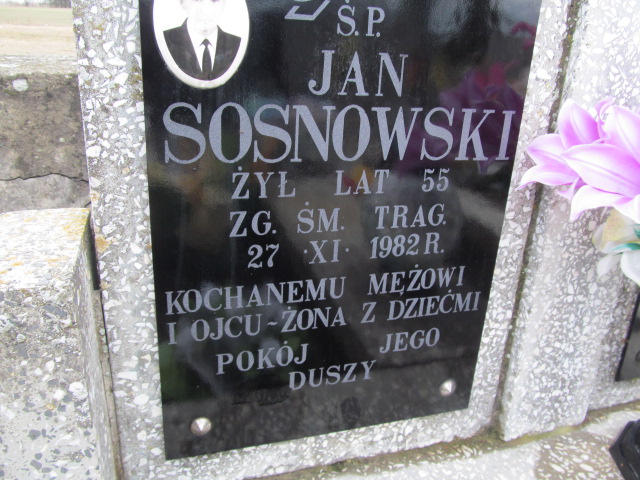 Ś.P.
JAN
SOSNOWSKI
ŻYŁ LAT 55
ZG. ŚM. TRAG.
27 ·XI· 1982 R.
KOCHANEMU MĘŻOWI
I OJCU ~ ŻONA Z DZIEĆMI
POKÓJ JEGO
DUSZY